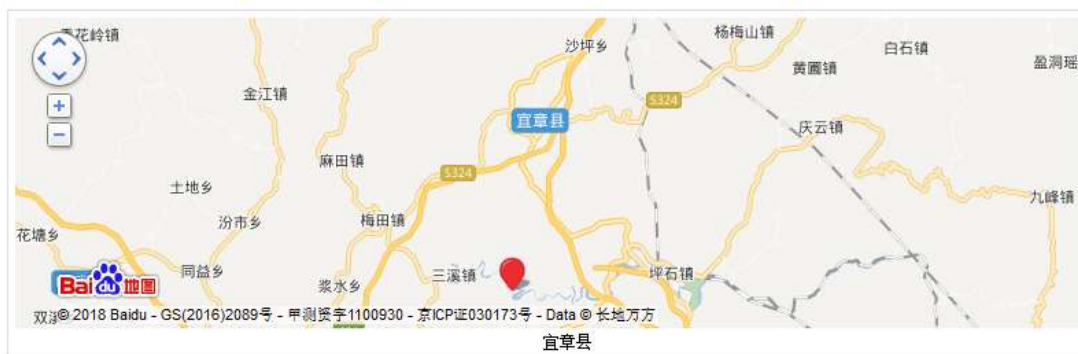 沙坪乡
杨梅山镇
花岭镇
白石镇
盈洞瑶
黄圃镇
金江镇
S324
宜章县
庆云镇
麻田镇
S324
土地乡
九峰镇
汾市乡
梅田镇
花塘乡
同益乡
三溪镇
坪石镇
浆水乡
Bai du 地图
© 2018 Baidu - GS(2016)2089号 - 甲测资字1100930 - 京ICP证030173号 - Data © 长地万方
宜章县